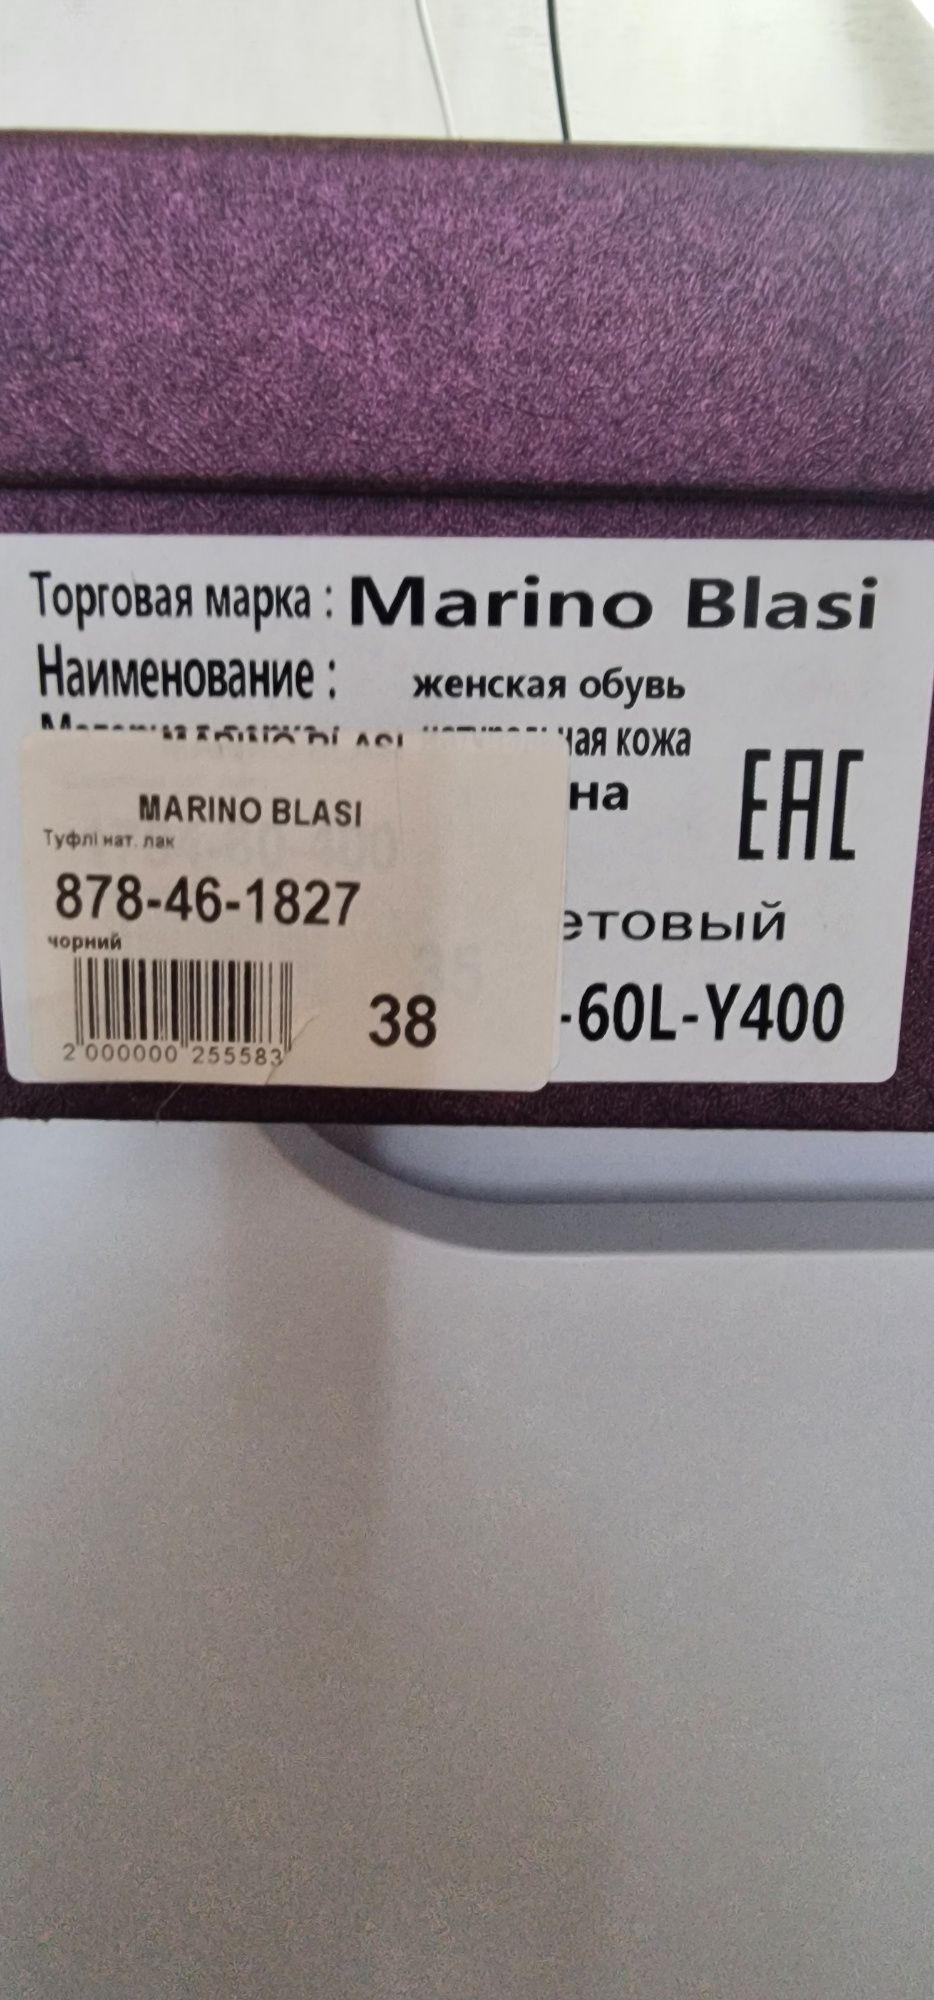 Торговая марка : Marino Blasi
Наименование : женская обувь
кожа
MARINO BLASI
Туфлі нат. лак
878-46-1827
чорний
38
2 000000 255583
EAC
-60L-Y400